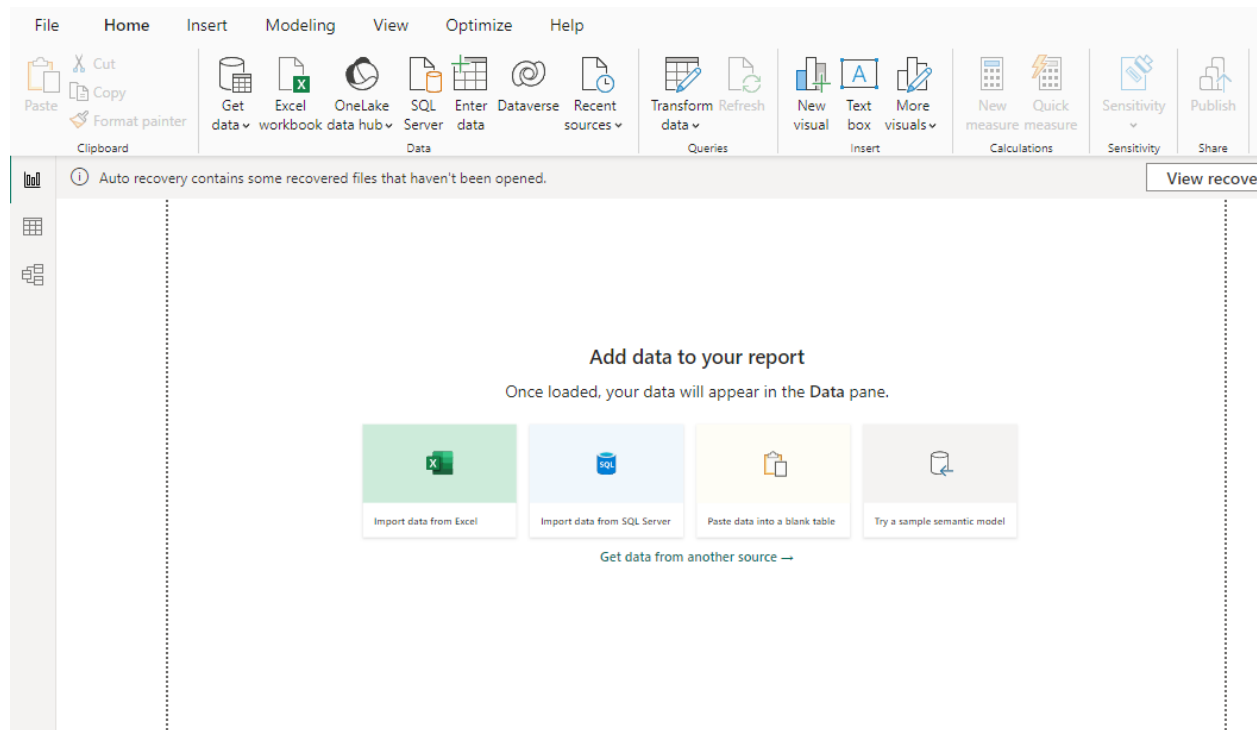 File Home Insert Modeling View Optimize Help
Paste
Cut
Copy
Format painter
Clipboard
Get data
Excel workbook
OneLake data hub
SQL Server
Enter data
Dataverse
Recent sources
Data
Transform data
Refresh
Queries
New visual
A
Text box
More visuals
Insert
New measure
Quick measure
Calculations
Sensitivity
Sensitivity
Publish
Share
Auto recovery contains some recovered files that haven't been opened.
View recove
Add data to your report
Once loaded, your data will appear in the Data pane.
X
SQL
Import data from Excel
Import data from SQL Server
Paste data into a blank table
Try a sample semantic model
Get data from another source →